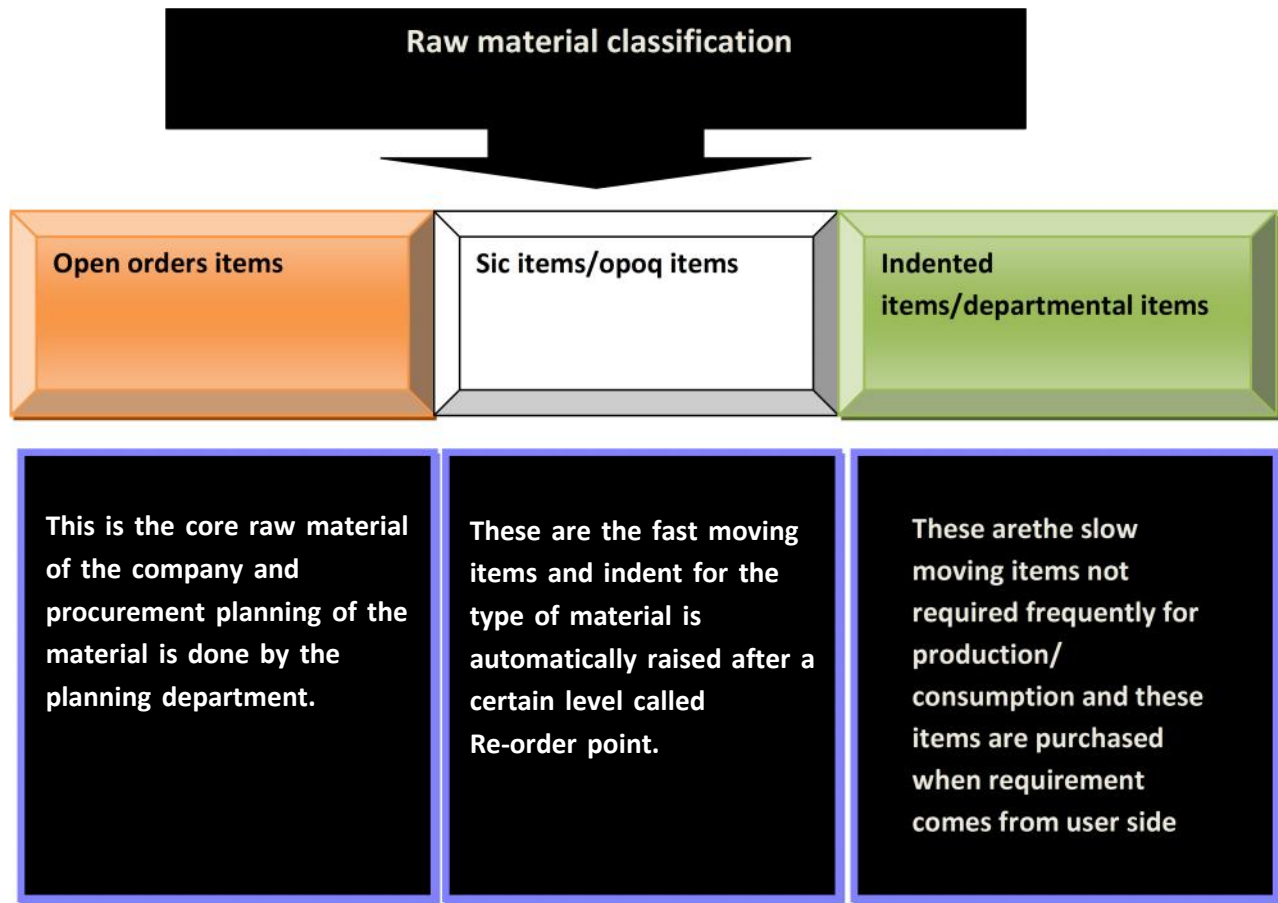 Raw material classification
Open orders items
Sic items/opoq items
Indented
items/departmental items
This is the core raw material
of the company and
procurement planning of the
material is done by the
planning department.
These are the fast moving
items and indent for the
type of material is
automatically raised after a
certain level called
Re-order point.
These arethe slow
moving items not
required frequently for
production/
consumption and these
items are purchased
when requirement
comes from user side